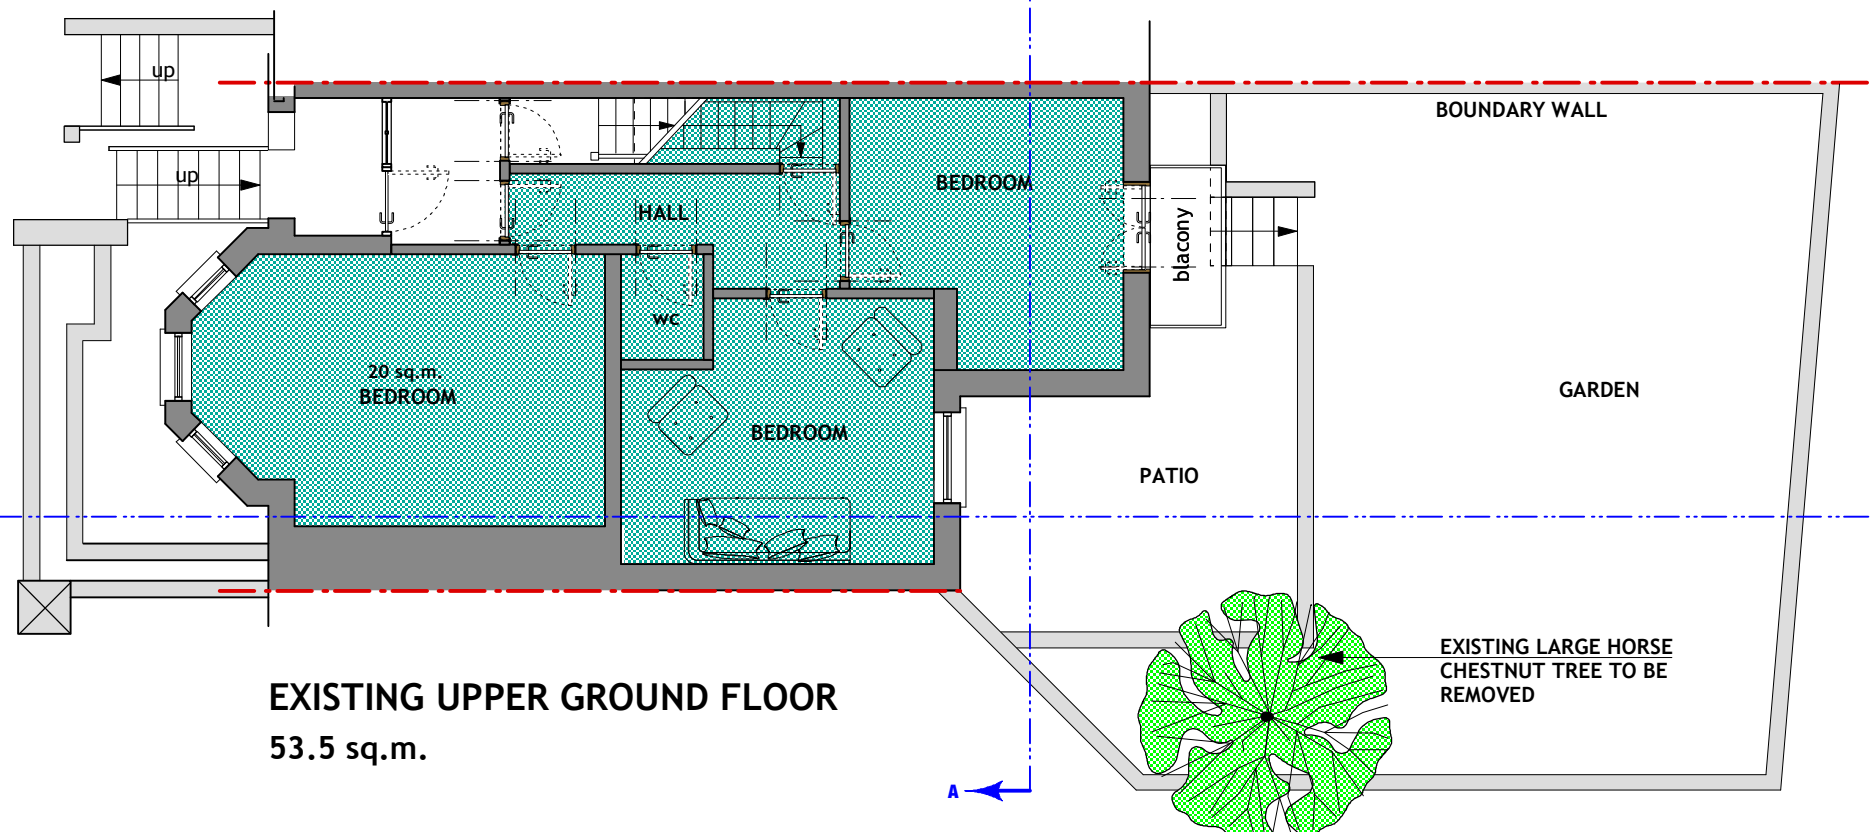 up
BOUNDARY WALL
up
BEDROOM
HALL
blacony
WC
20 sq.m.
BEDROOM
GARDEN
BEDROOM
PATIO
EXISTING LARGE HORSE
CHESTNUT TREE TO BE
REMOVED
EXISTING UPPER GROUND FLOOR
53.5 sq.m.
A